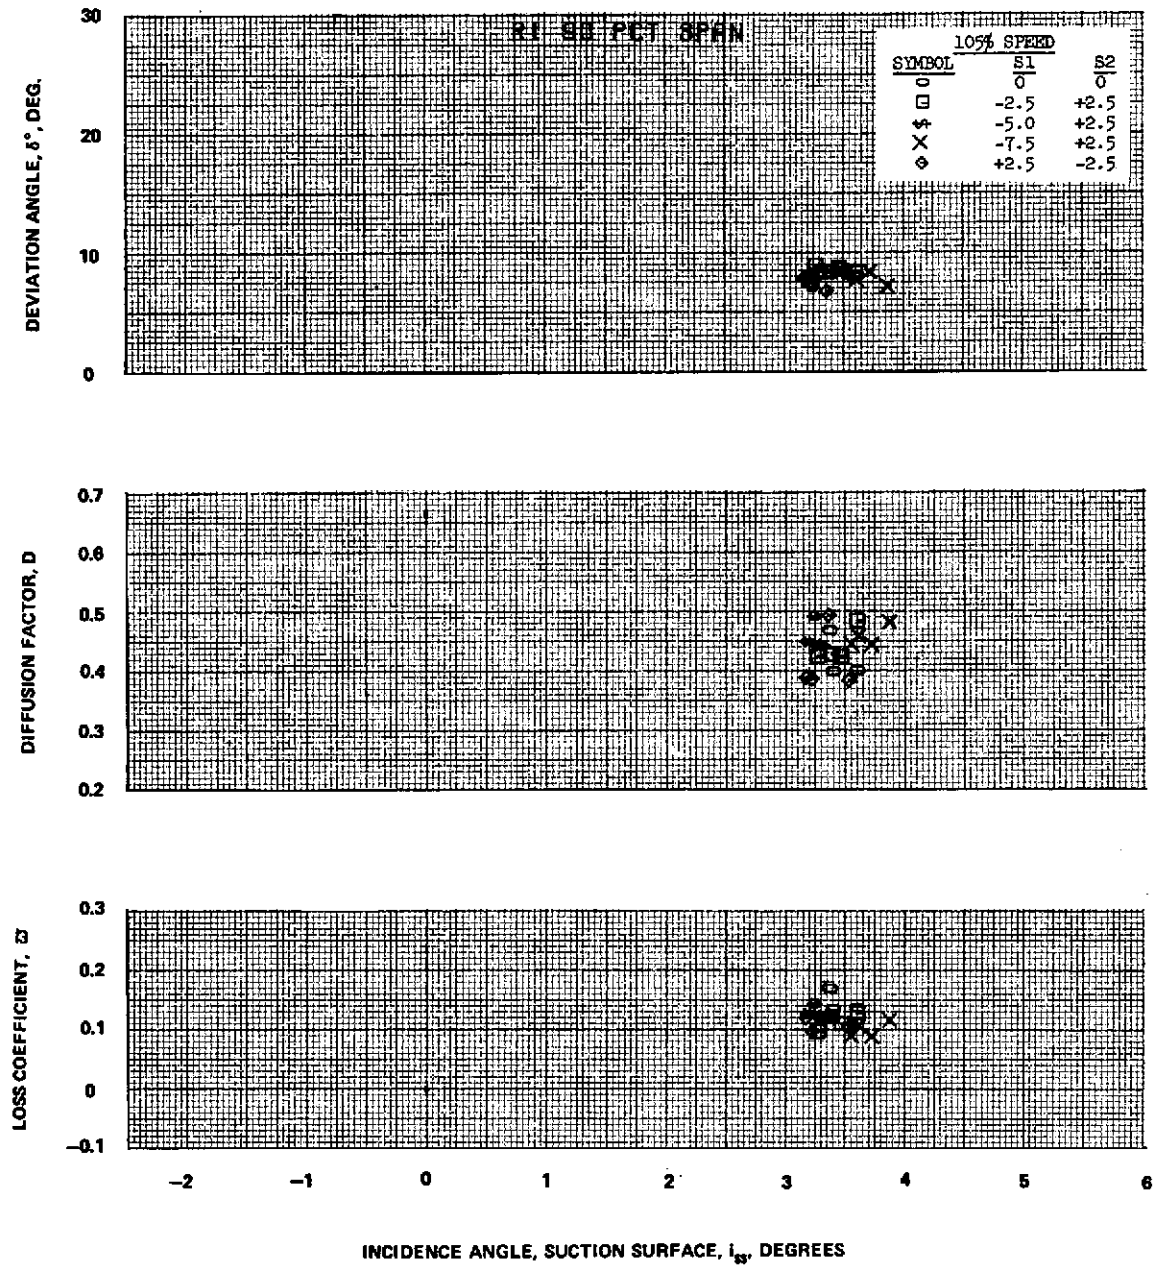 30
20
10
0
DEVIATION ANGLE, δ°, DEG.
PCT
105% SPEED
SYMBOL S1 S2
0 0
-2.5 +2.5
-5.0 +2.5
-7.5 +2.5
+2.5 -2.5
0.7
0.6
0.5
0.4
0.3
0.2
DIFFUSION FACTOR, D
0.3
0.2
0.1
0
−0.1
LOSS COEFFICIENT, ϖ
−2 −1 0 1 2 3 4 5 6
INCIDENCE ANGLE, SUCTION SURFACE, iss, DEGREES